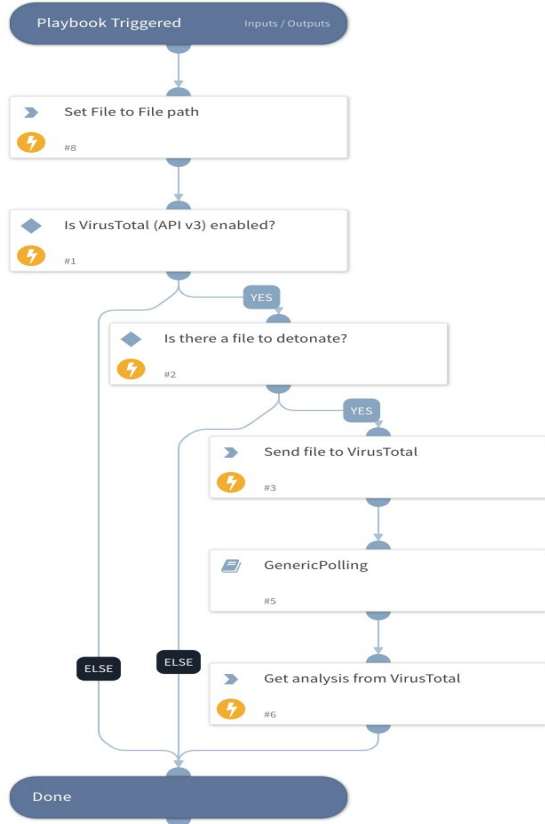 Playbook Triggered Inputs / Outputs
Set File to File path
#8
Is VirusTotal (API v3) enabled?
#1
YES
Is there a file to detonate?
#2
YES
Send file to VirusTotal
#3
GenericPolling
#5
ELSE
ELSE
Get analysis from VirusTotal
#6
Done